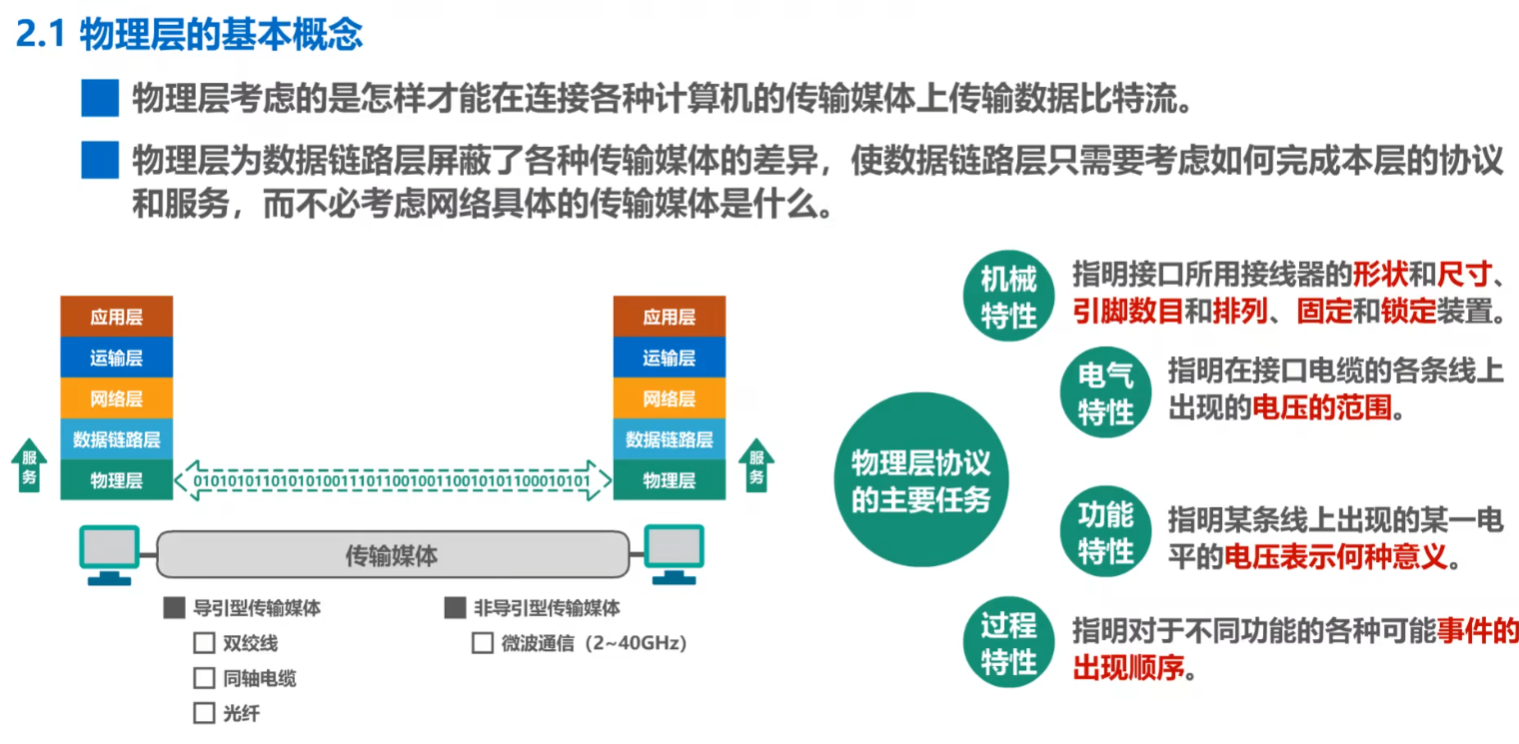 2.1 物理层的基本概念
物理层考虑的是怎样才能在连接各种计算机的传输媒体上传输数据比特流。
物理层为数据链路层屏蔽了各种传输媒体的差异，使数据链路层只需要考虑如何完成本层的协议
和服务，而不必考虑网络具体的传输媒体是什么。
应用层
运输层
网络层
数据链路层
物理层
服务
0101010110101010011101100100110010101100010101
应用层
运输层
网络层
数据链路层
物理层
服务
传输媒体
导引型传输媒体
双绞线
同轴电缆
光纤
非导引型传输媒体
微波通信（2~40GHz）
物理层协议
的主要任务
机械
特性
指明接口所用接线器的形状和尺寸、
引脚数目和排列、固定和锁定装置。
电气
特性
指明在接口电缆的各条线上
出现的电压的范围。
功能
特性
指明某条线上出现的某一电
平的电压表示何种意义。
过程
特性
指明对于不同功能的各种可能事件的
出现顺序。